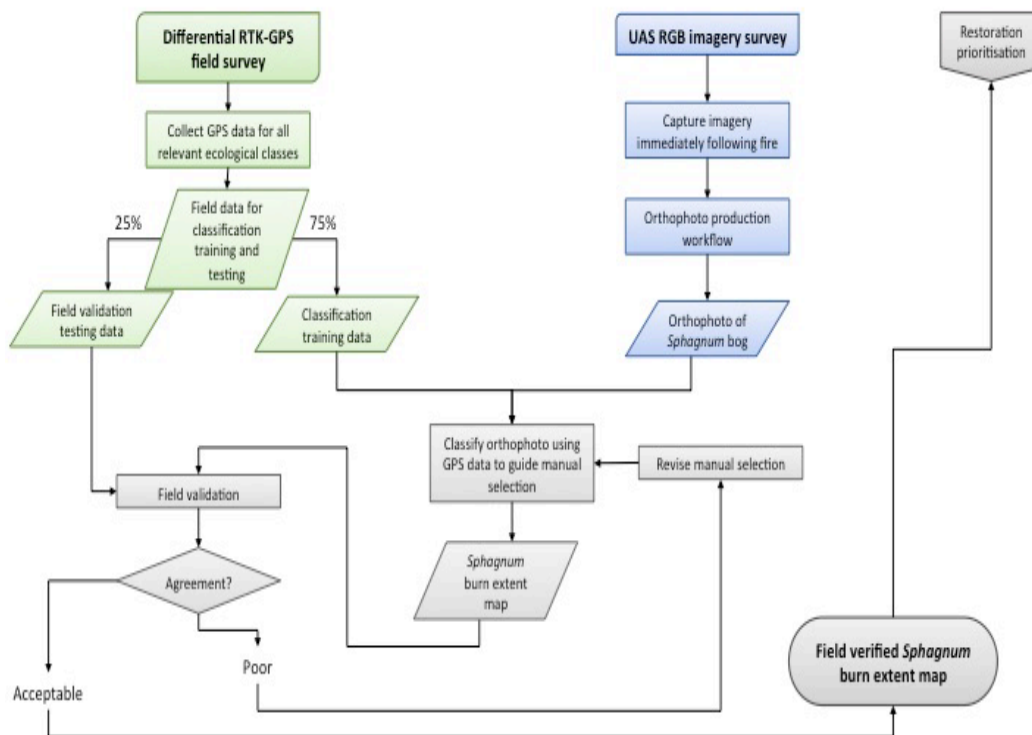 Differential RTK-GPS
field survey
UAS RGB imagery survey
Restoration
prioritisation
Collect GPS data for all
relevant ecological classes
Capture imagery
immediately following fire
25%
Field data for
classification
training and
testing
75%
Orthophoto production
workflow
Field validation
testing data
Classification
training data
Orthophoto of
Sphagnum bog
Classify orthophoto using
GPS data to guide manual
selection
Revise manual selection
Field validation
Agreement?
Sphagnum
burn extent
map
Poor
Acceptable
Field verified Sphagnum
burn extent map